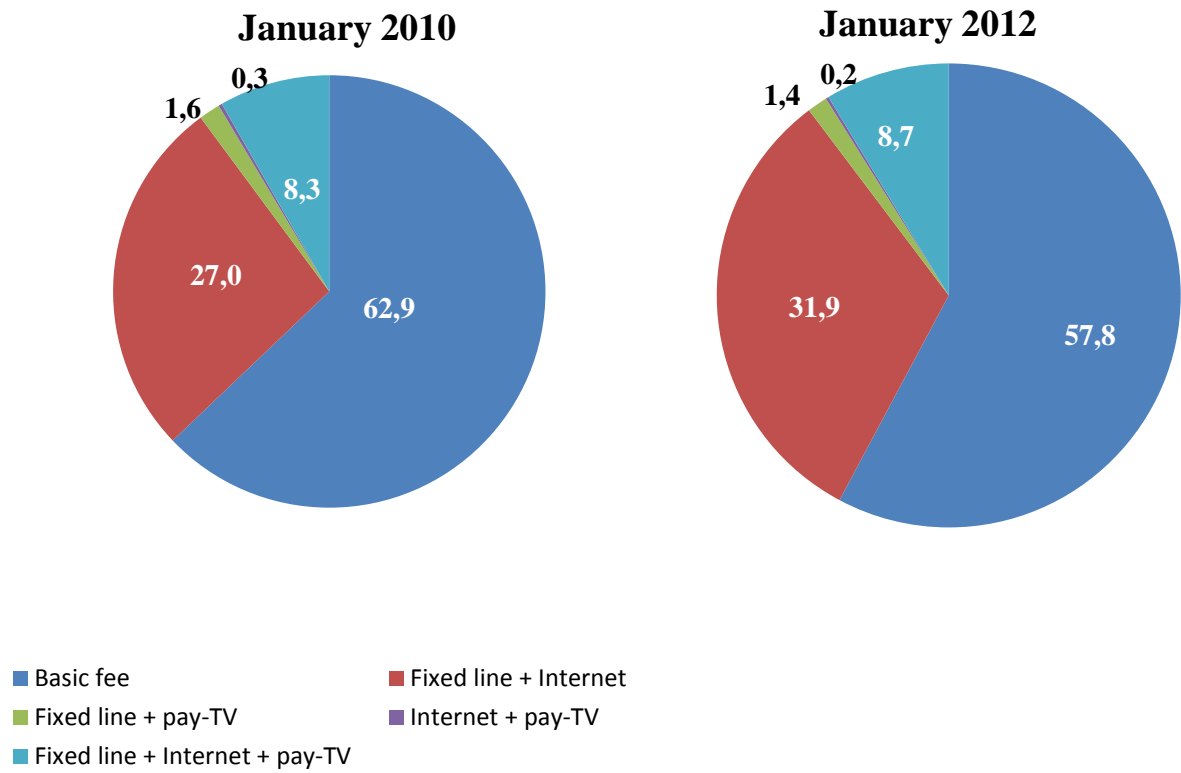 January 2010
0,3
1,6
8,3
27,0
62,9
January 2012
0,2
1,4
8,7
31,9
57,8
Basic fee
Fixed line + Internet
Fixed line + pay-TV
Internet + pay-TV
Fixed line + Internet + pay-TV